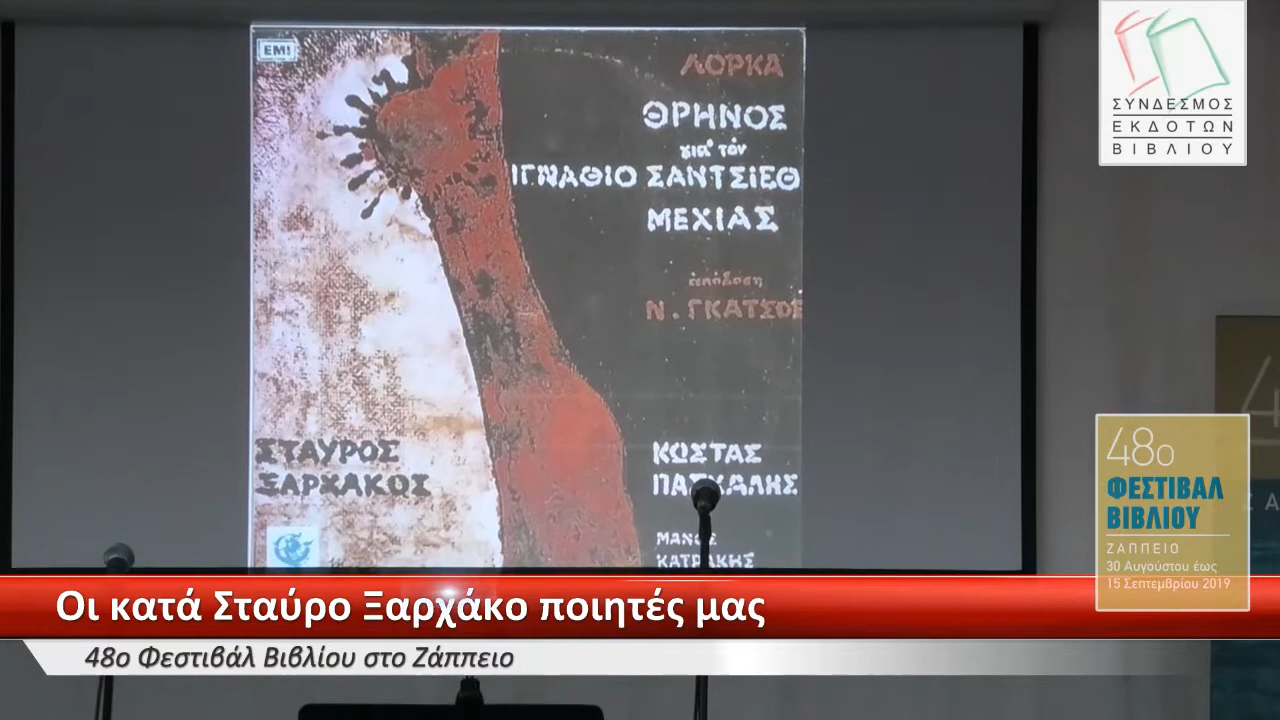 EMI
ΛΟΡΚΑ
ΘΡΗΝΟΣ
για τόν
ΙΓΝΑΘΙΟ ΣΑΝΤΣΙΕΘ
ΜΕΧΙΑΣ
ἀπόδοση
Ν. ΓΚΑΤΣΟΣ
ΣΤΑΥΡΟΣ
ΞΑΡΧΑΚΟΣ
ΚΩΣΤΑΣ
ΠΑΣΧΑΛΗΣ
ΜΑΝΟΣ
ΚΑΤΡΑΚΗΣ
ΣΥΝΔΕΣΜΟΣ
ΕΚΔΟΤΩΝ
ΒΙΒΛΙΟΥ
48ο
ΦΕΣΤΙΒΑΛ
ΒΙΒΛΙΟΥ
ΖΑΠΠΕΙΟ
30 Αυγούστου έως
15 Σεπτεμβρίου 2019
Οι κατά Σταύρο Ξαρχάκο ποιητές μας
48ο Φεστιβάλ Βιβλίου στο Ζάππειο